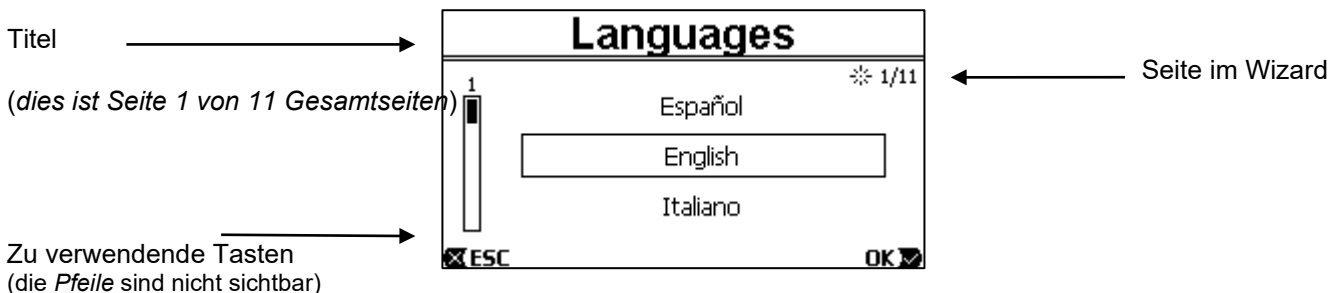 Titel
Languages
1
1/11
Seite im Wizard
(dies ist Seite 1 von 11 Gesamtseiten)
Español
English
Italiano
Zu verwendende Tasten
(die Pfeile sind nicht sichtbar)
ESC
OK